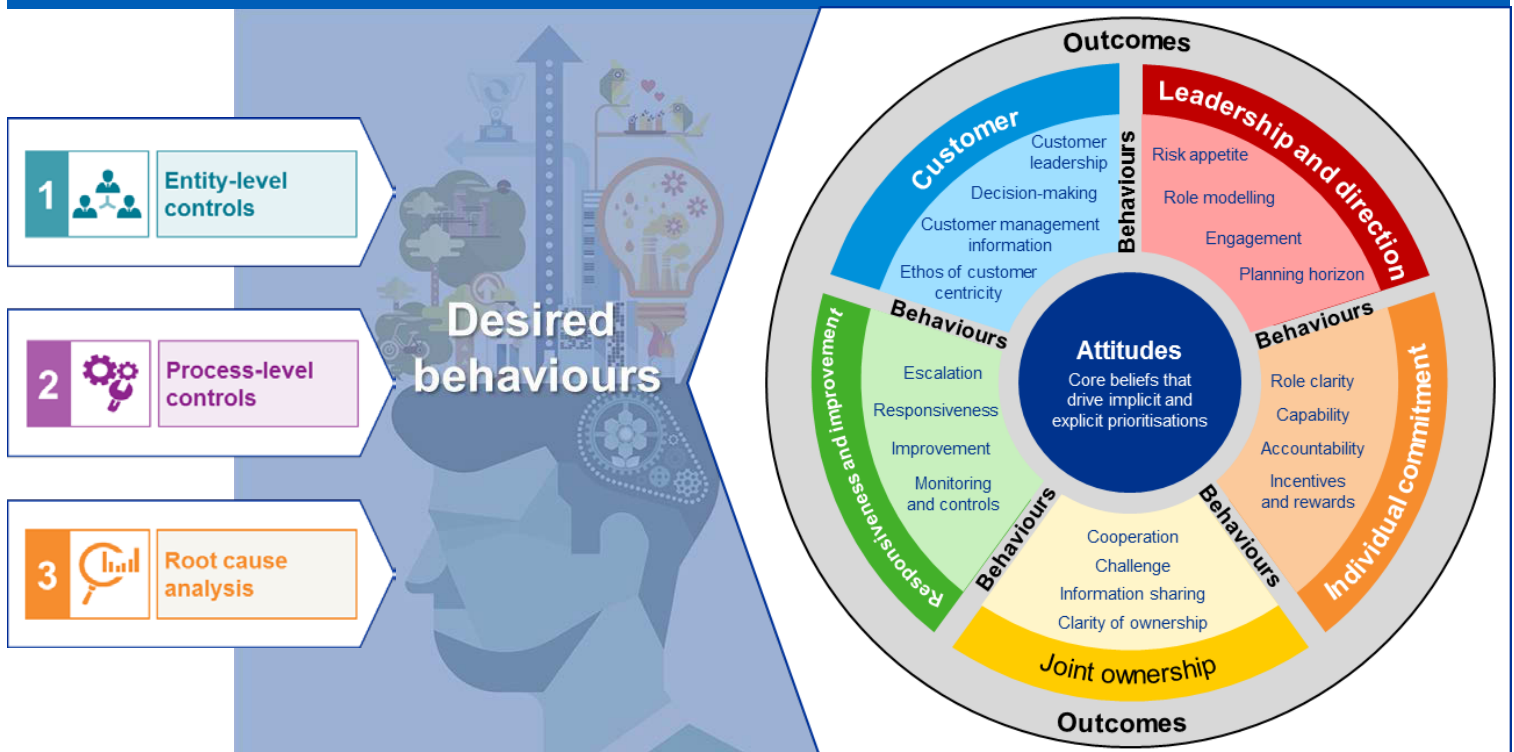 1
Entity-level
controls
2
Process-level
controls
3
Root cause
analysis
Desired
behaviours
Outcomes
Customer
Customer
leadership
Decision-making
Customer management
information
Ethos of customer
centricity
Behaviours
Leadership and direction
Risk appetite
Role modelling
Engagement
Planning horizon
Behaviours
Individual commitment
Role clarity
Capability
Accountability
Incentives
and rewards
Behaviours
Joint ownership
Cooperation
Challenge
Information sharing
Clarity of ownership
Behaviours
Responsiveness and improvement
Escalation
Responsiveness
Improvement
Monitoring
and controls
Behaviours
Attitudes
Core beliefs that
drive implicit and
explicit prioritisations
Outcomes